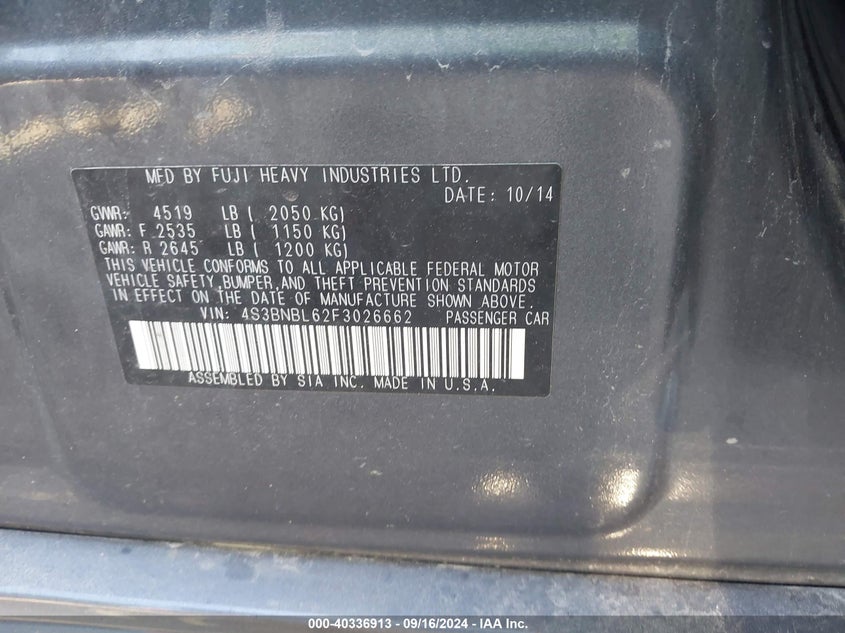 MFD BY FUJI HEAVY INDUSTRIES LTD.
DATE: 10/14
GVWR: 4519 LB ( 2050 KG)
GAWR: F 2535 LB ( 1150 KG)
GAWR: R 2645 LB ( 1200 KG)
THIS VEHICLE CONFORMS TO ALL APPLICABLE FEDERAL MOTOR
VEHICLE SAFETY, BUMPER, AND THEFT PREVENTION STANDARDS
IN EFFECT ON THE DATE OF MANUFACTURE SHOWN ABOVE.
VIN: 4S3BNBL62F3026662 PASSENGER CAR
ASSEMBLED BY SIA INC. MADE IN U.S.A.
000-40336913 - 09/16/2024 - IAA Inc.